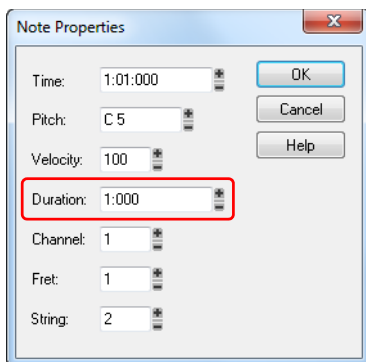 Note Properties
Time: 1:01:000 OK
Pitch: C 5 Cancel
Velocity: 100 Help
Duration: 1:000
Channel: 1
Fret: 1
String: 2